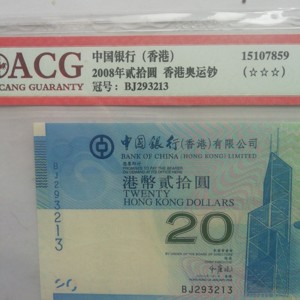 ACG
CANG GUARANTY
中国银行（香港）
2008年贰拾圆 香港奥运钞
冠号：BJ293213
15107859
(☆☆☆)
中國銀行(香港)有限公司
BANK OF CHINA (HONG KONG) LIMITED
港幣貳拾圓
TWENTY
HONG KONG DOLLARS
20
BJ293213
BJ293213